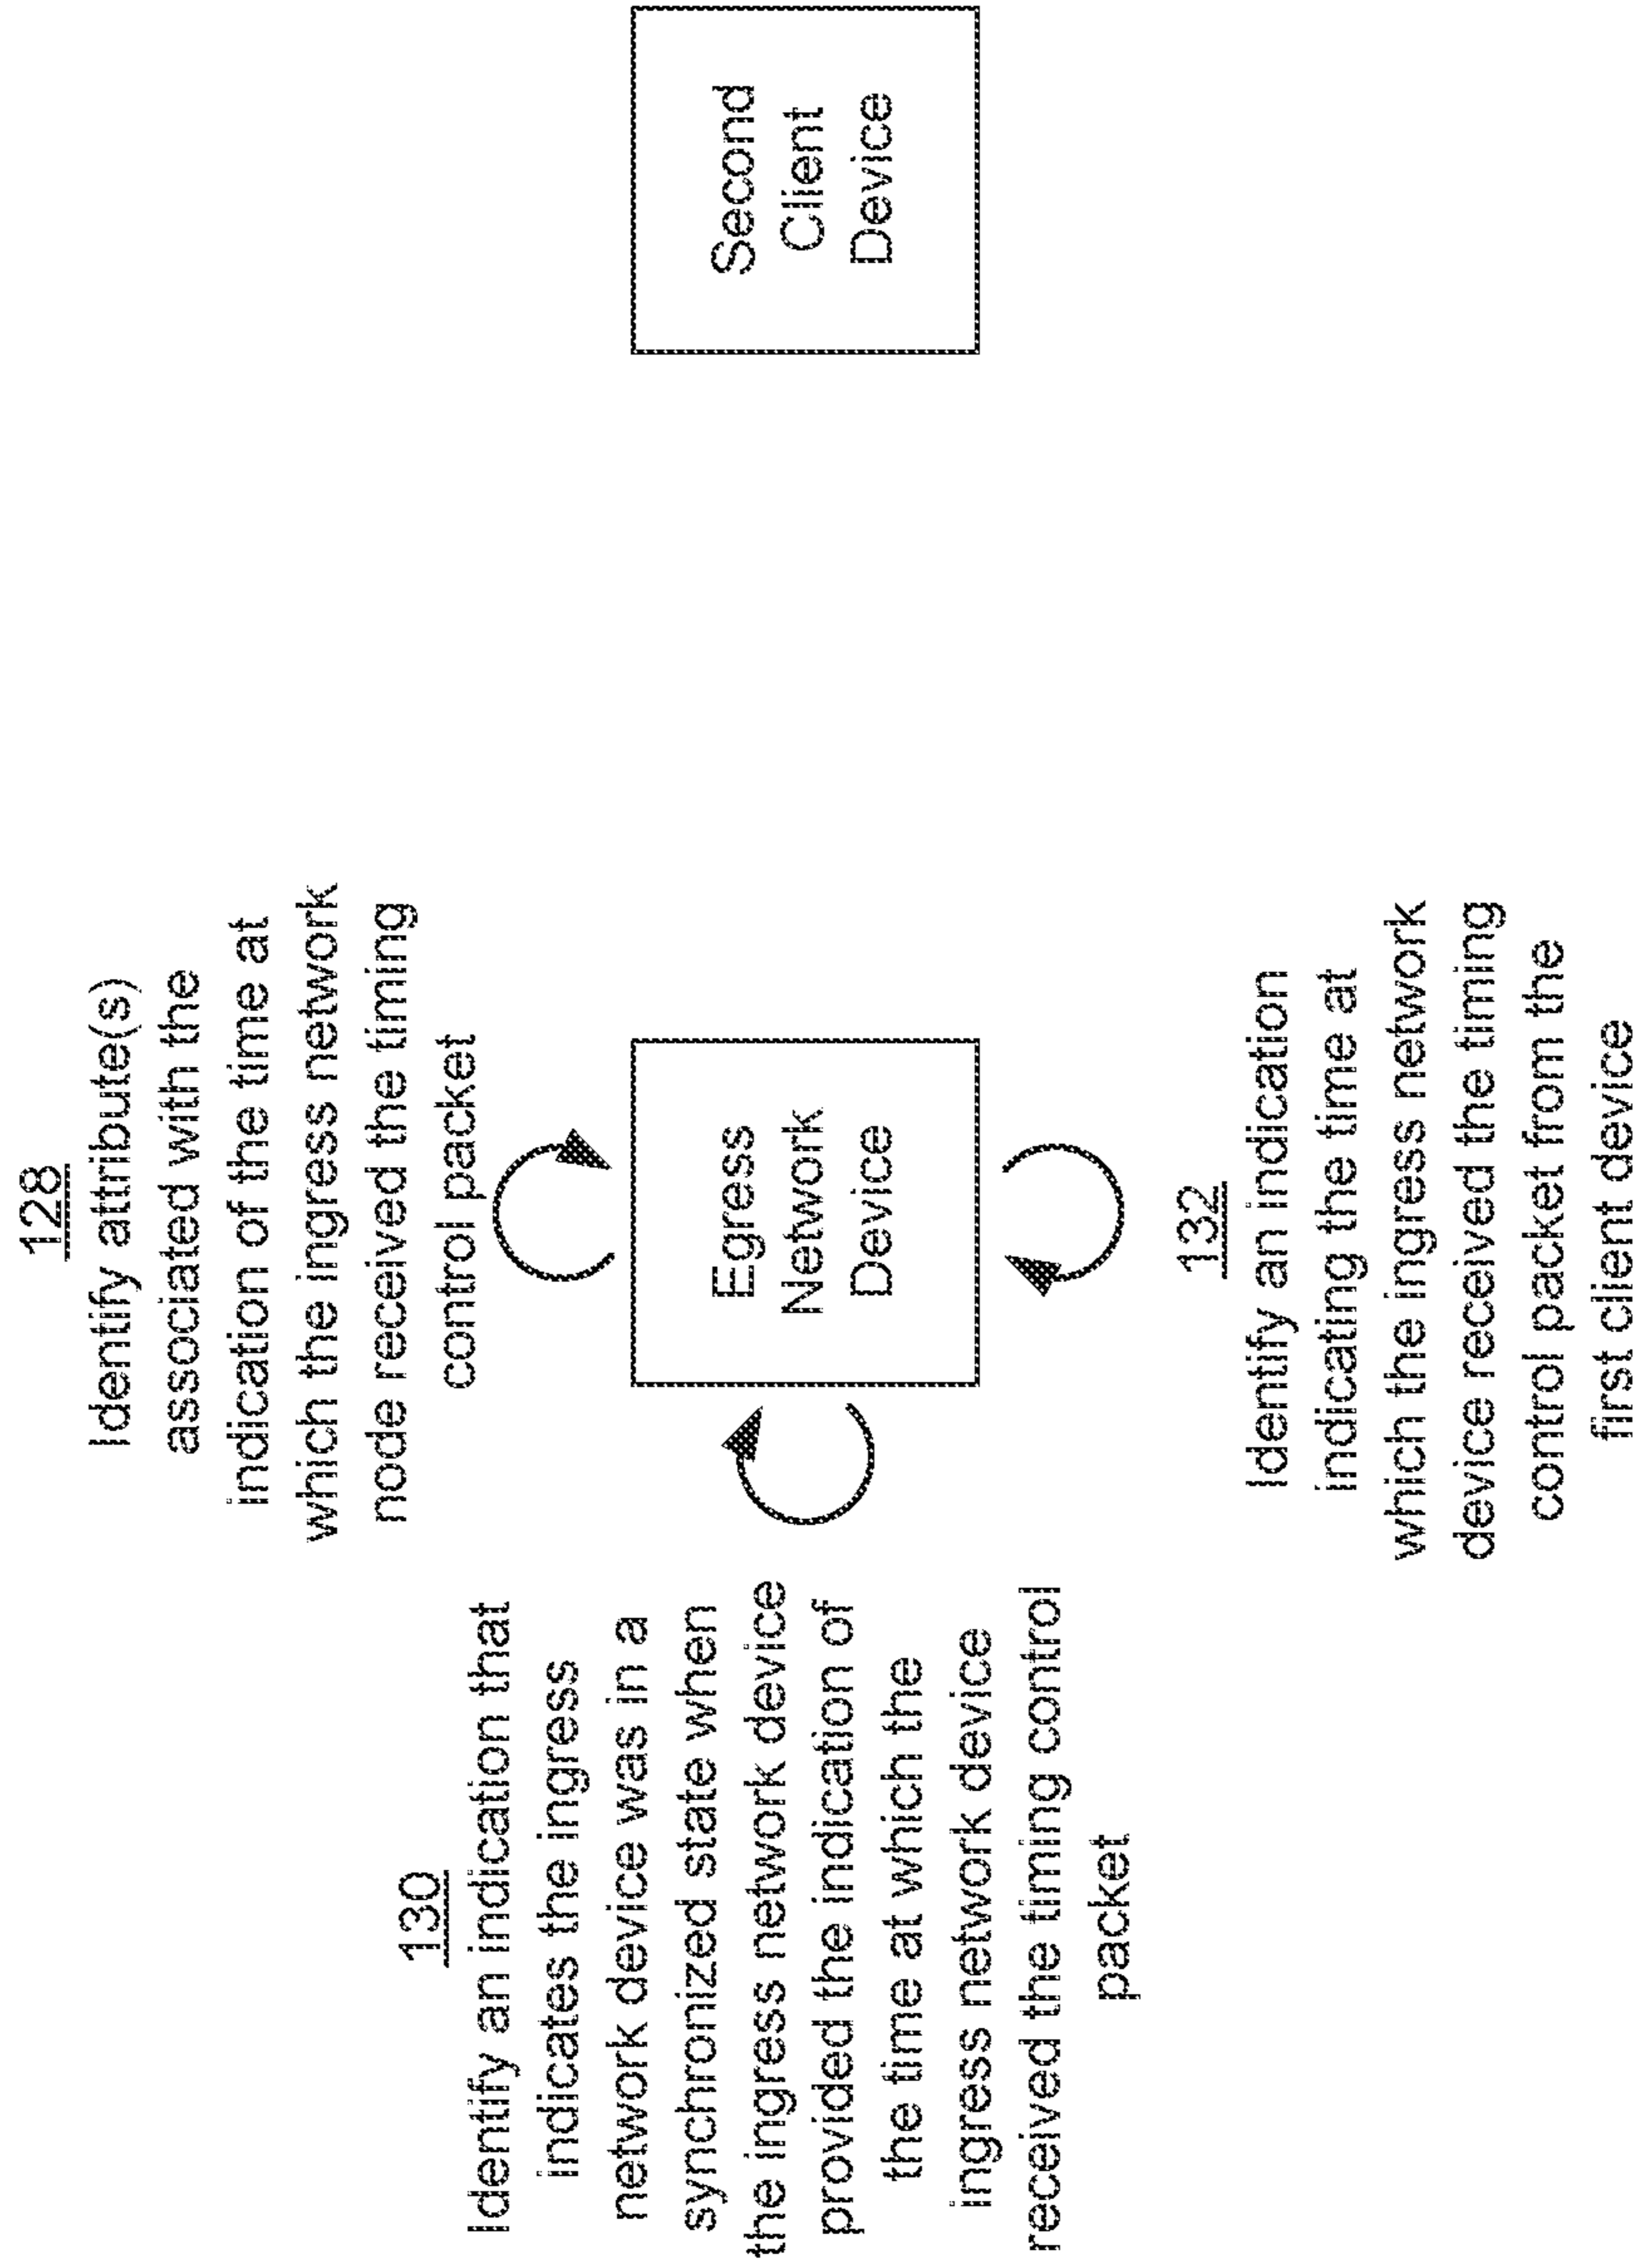 128
Identify attribute(s)
associated with the
indication of the time at
which the ingress network
node received the timing
control packet
130
Identify an indication that
indicates the ingress
network device was in a
synchronized state when
the ingress network device
provided the indication of
the time at which the
ingress network device
received the timing control
packet
Egress
Network
Device
Second
Client
Device
132
Identify an indication
indicating the time at
which the ingress network
device received the timing
control packet from the
first client device